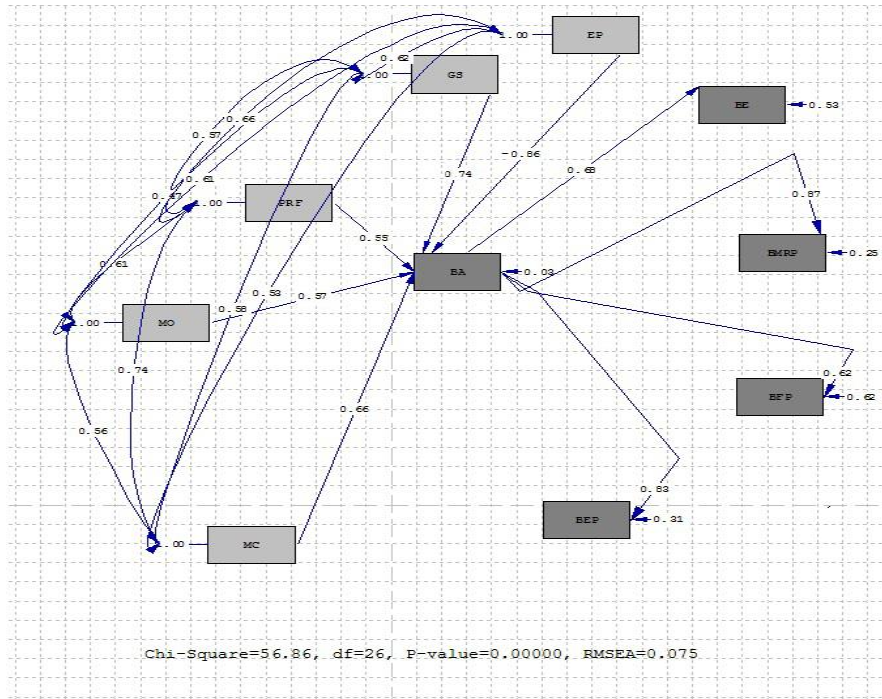 1.00 EP
0.62
1.00 GS
BE 0.53
0.66
0.57
-0.86
0.74
0.68
0.61
0.47
1.00 PRF
0.87
0.55
BMRP 0.25
0.61
BA 0.03
0.53
0.57
0.58
1.00 MO
0.74
0.62
BFP 0.62
0.66
0.56
0.83
BEP 0.31
1.00 MC
Chi-Square=56.86, df=26, P-value=0.00000, RMSEA=0.075